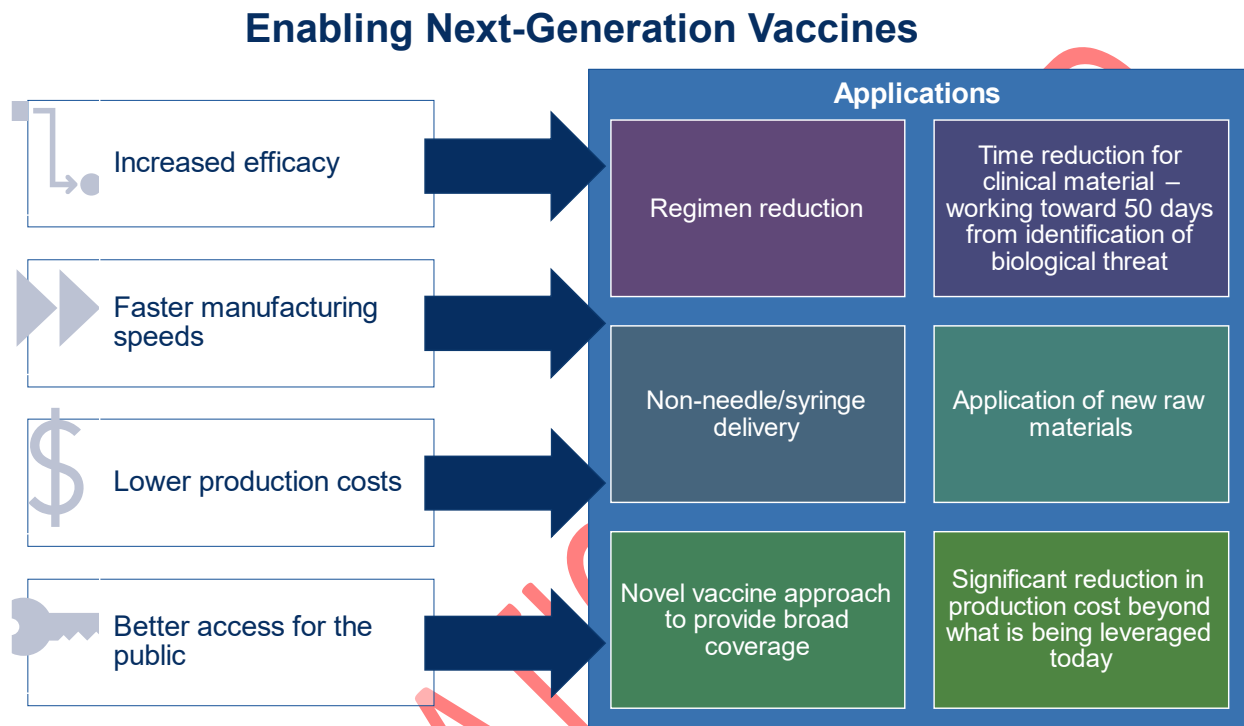 Enabling Next-Generation Vaccines
Increased efficacy
Faster manufacturing
speeds
$
Lower production costs
Better access for the
public
Applications
Regimen reduction
Time reduction for
clinical material –
working toward 50 days
from identification of
biological threat
Non-needle/syringe
delivery
Application of new raw
materials
Novel vaccine approach
to provide broad
coverage
Significant reduction in
production cost beyond
what is being leveraged
today